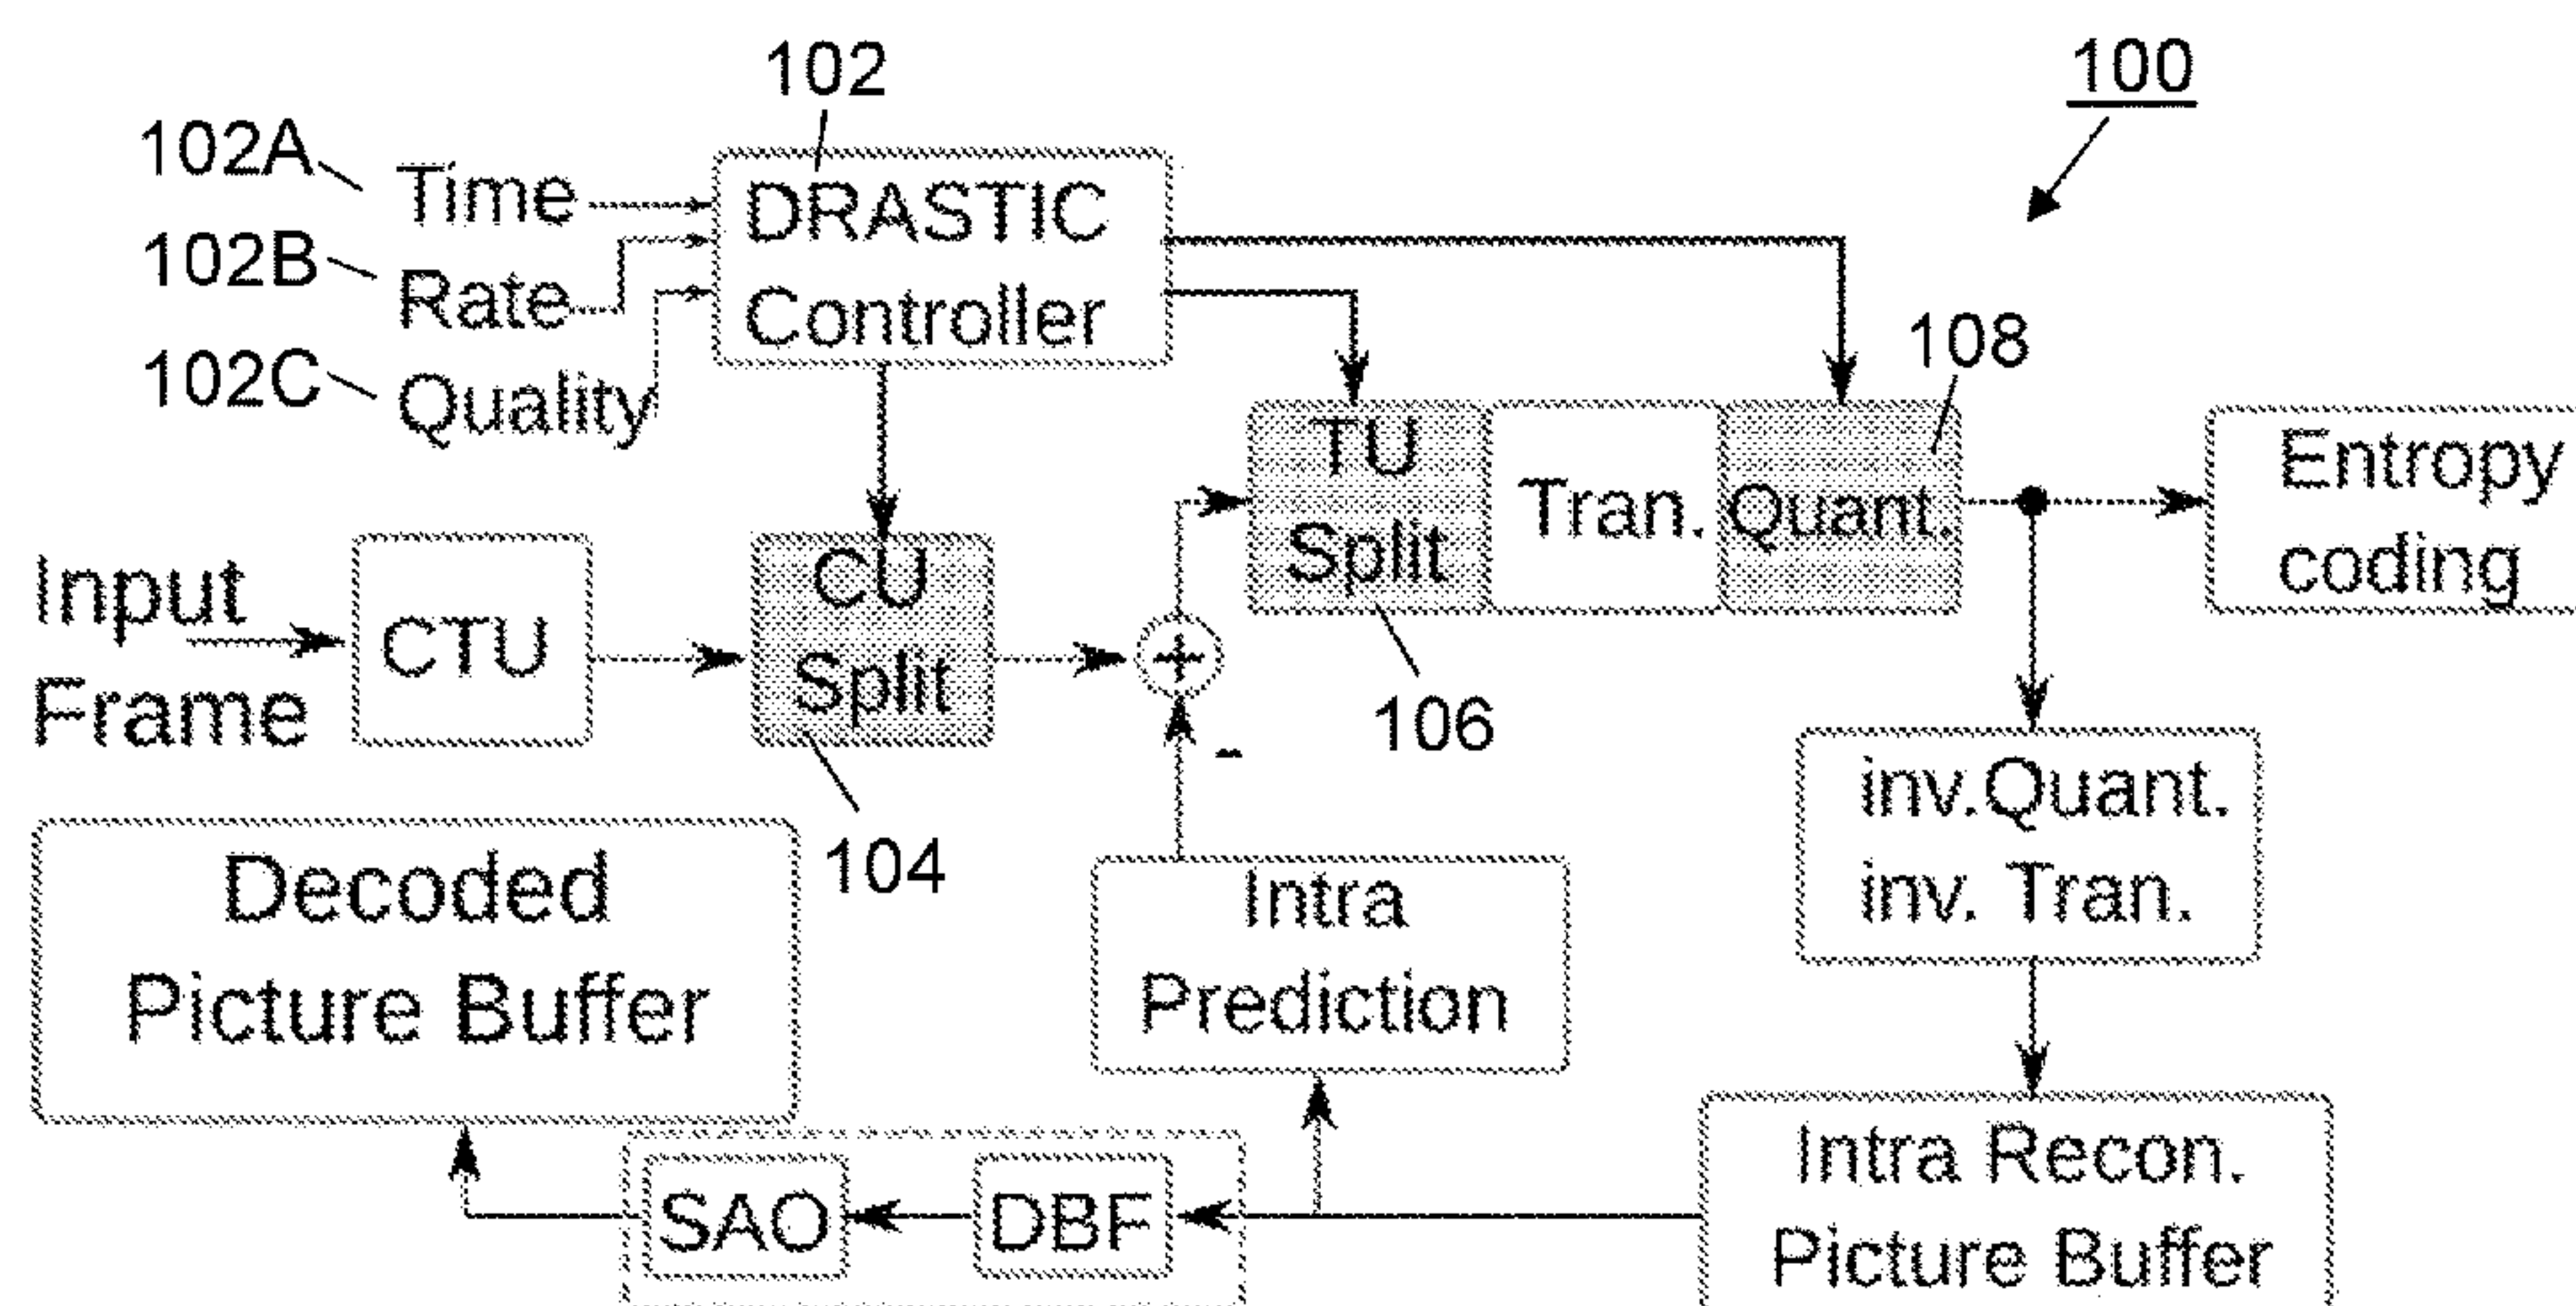 102
100
102A
Time
102B
Rate
102C
Quality
DRASTIC
Controller
108
TU
Split
Tran.
Quant.
Entropy
coding
Input
Frame
CTU
CU
Split
+
-
106
104
inv.Quant.
inv. Tran.
Decoded
Picture Buffer
Intra
Prediction
Intra Recon.
Picture Buffer
SAO
DBF